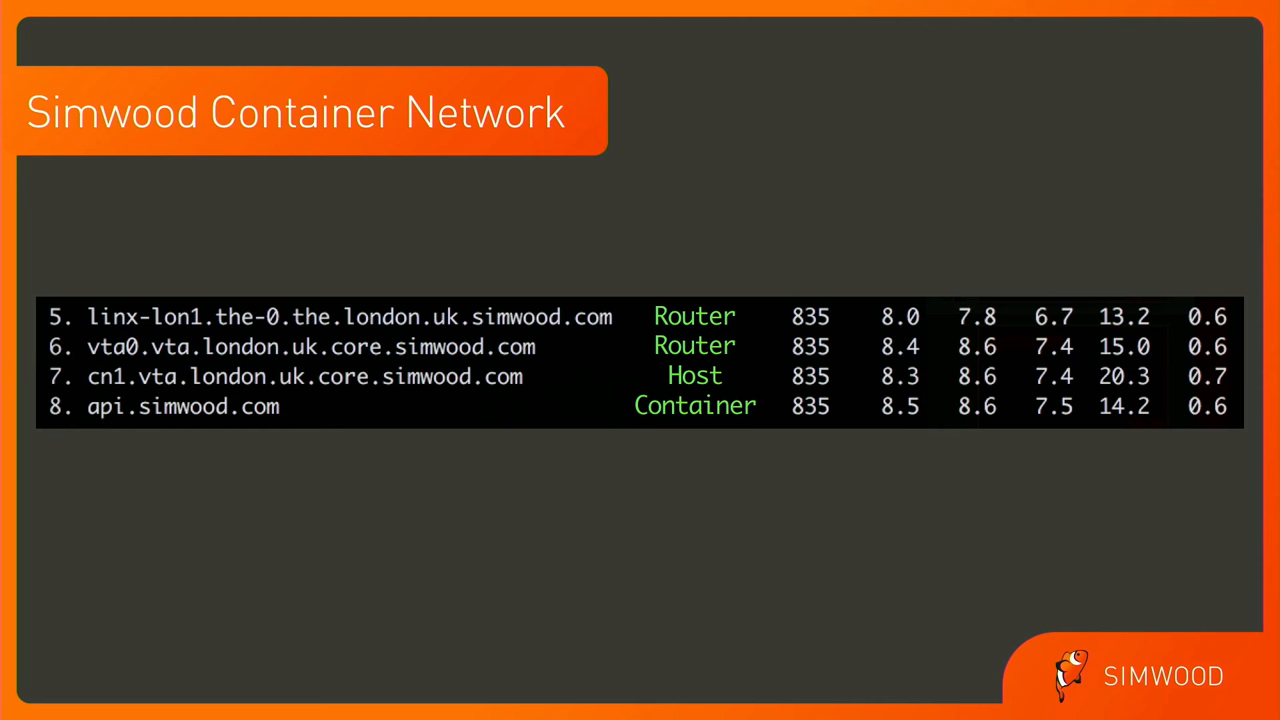 Simwood Container Network
5. linx-lon1.the-0.the.london.uk.simwood.com Router 835 8.0 7.8 6.7 13.2 0.6
6. vta0.vta.london.uk.core.simwood.com Router 835 8.4 8.6 7.4 15.0 0.6
7. cn1.vta.london.uk.core.simwood.com Host 835 8.3 8.6 7.4 20.3 0.7
8. api.simwood.com Container 835 8.5 8.6 7.5 14.2 0.6
SIMWOOD